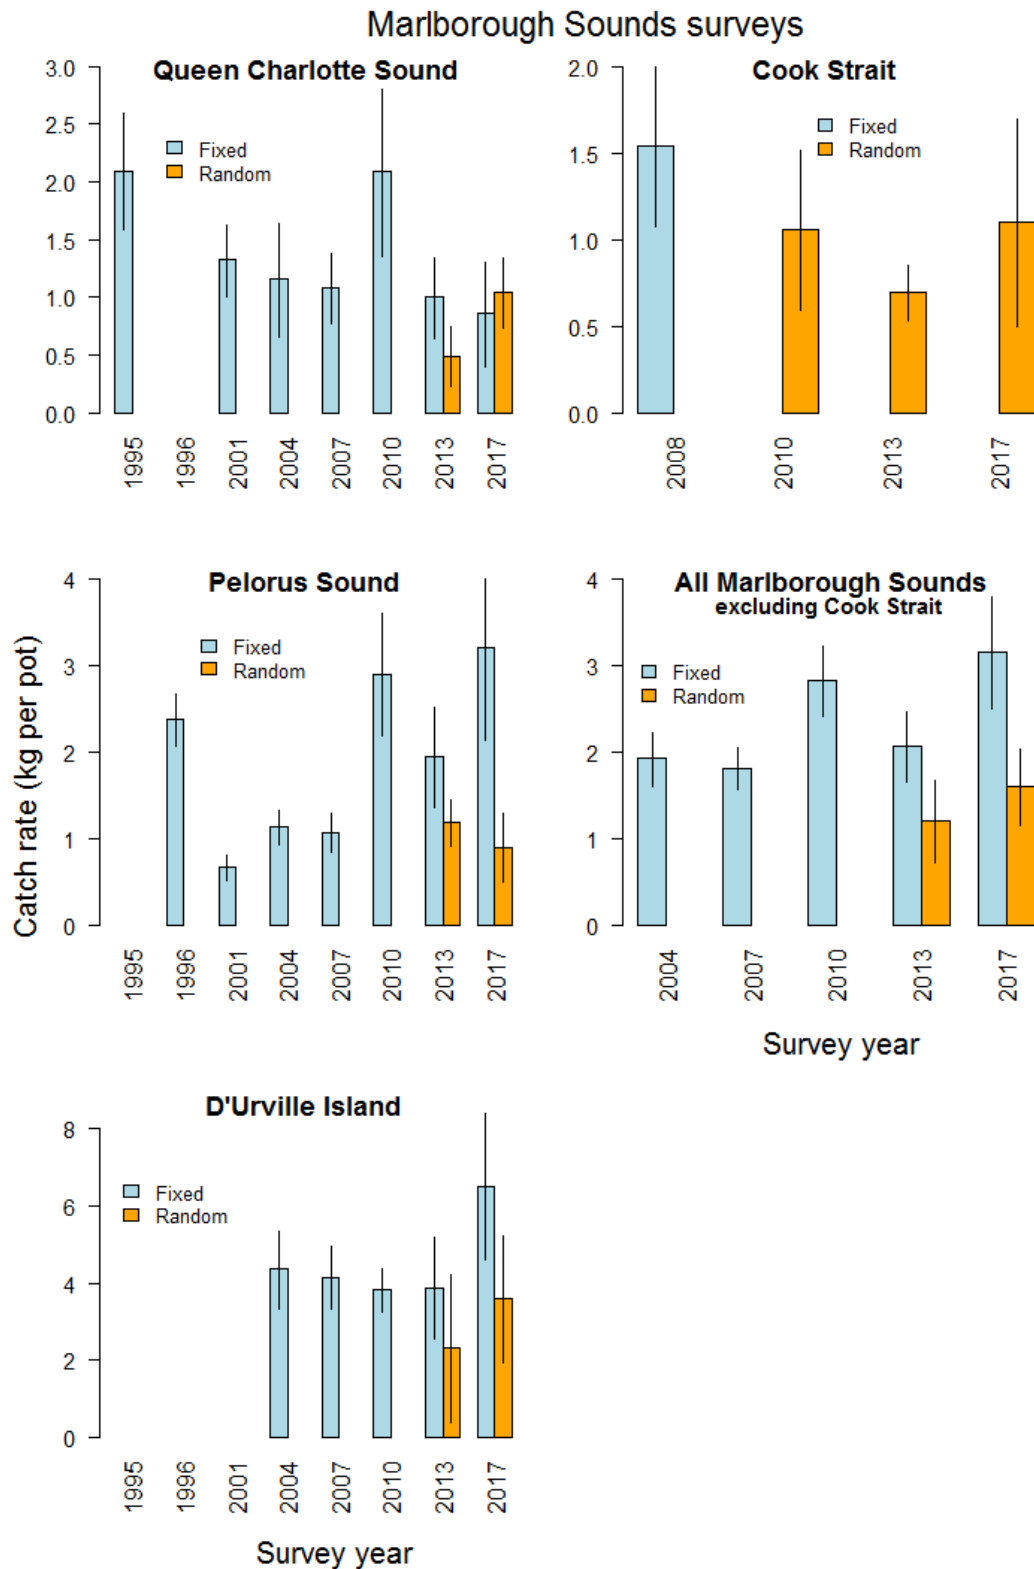 Marlborough Sounds surveys
Queen Charlotte Sound
3.0
2.5
2.0
1.5
1.0
0.5
0.0
Fixed
Random
1995 1996 2001 2004 2007 2010 2013 2017
Cook Strait
2.0
1.5
1.0
0.5
0.0
Fixed
Random
2008 2010 2013 2017
Catch rate (kg per pot)
Pelorus Sound
4
3
2
1
0
Fixed
Random
1995 1996 2001 2004 2007 2010 2013 2017
All Marlborough Sounds
excluding Cook Strait
4
3
2
1
0
Fixed
Random
2004 2007 2010 2013 2017
Survey year
D'Urville Island
8
6
4
2
0
Fixed
Random
1995 1996 2001 2004 2007 2010 2013 2017
Survey year